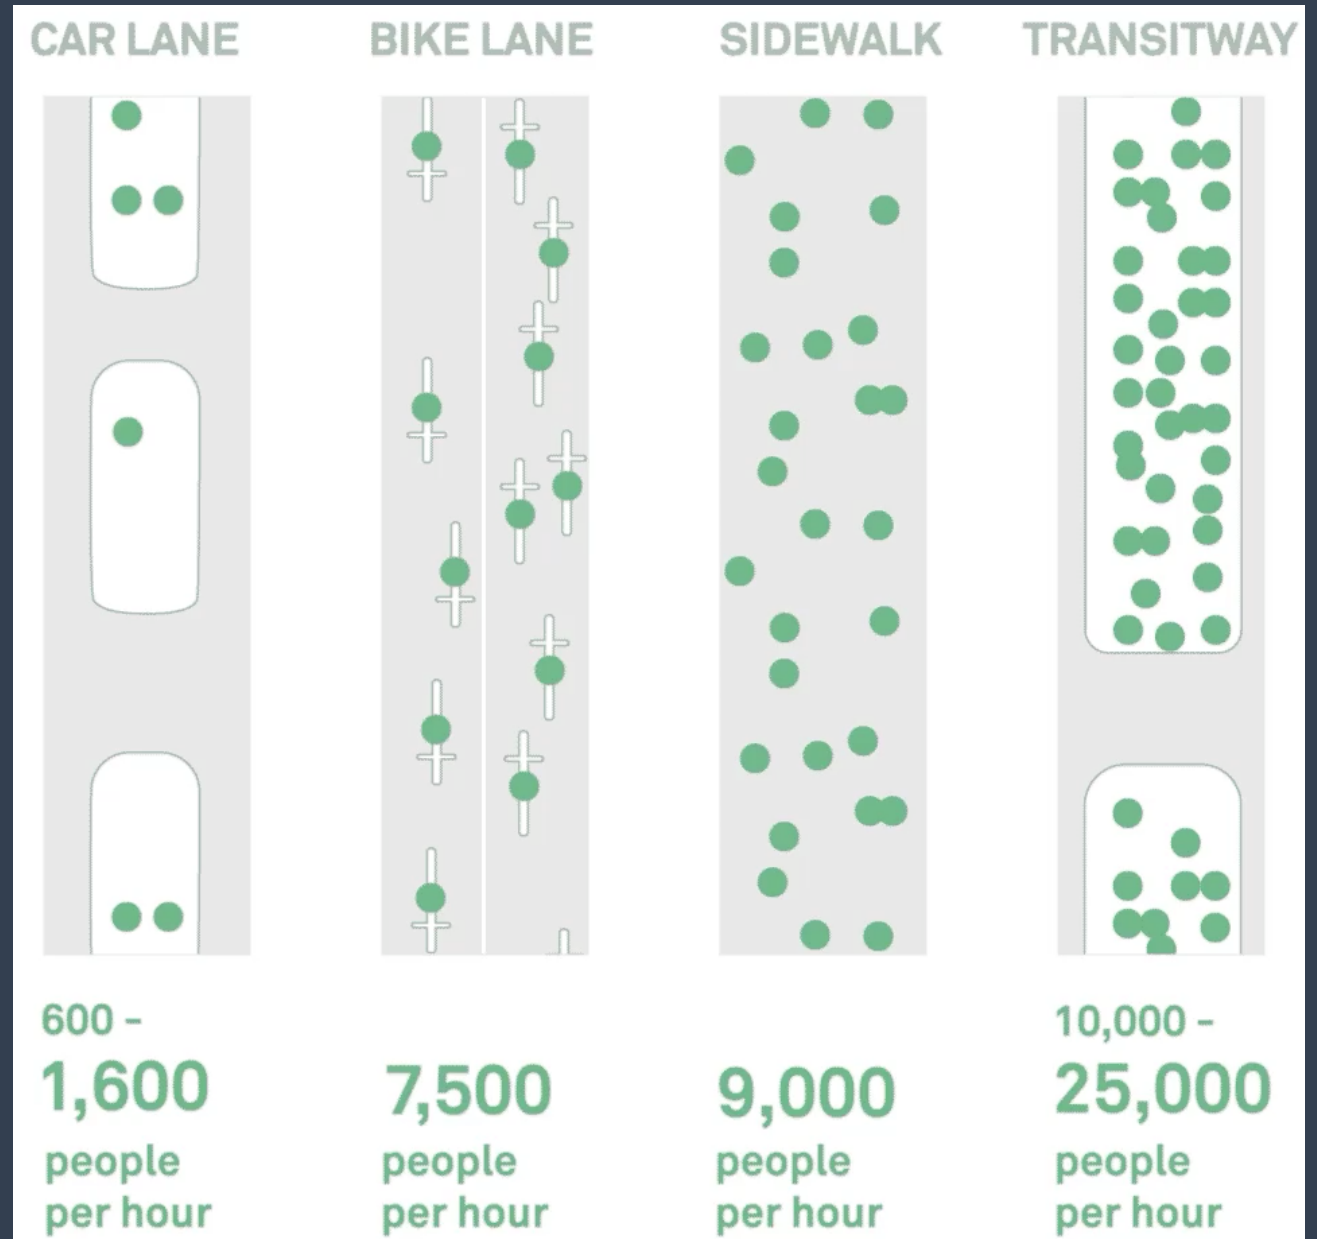 CAR LANE
BIKE LANE
SIDEWALK
TRANSITWAY
600 -
1,600
people
per hour
7,500
people
per hour
9,000
people
per hour
10,000 -
25,000
people
per hour